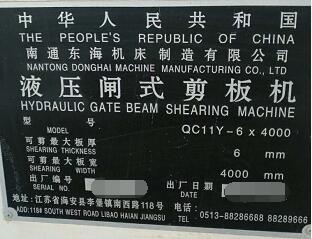 中华人民共和国
THE PEOPLE'S REPUBLIC OF CHINA
南通东海机床制造有限公司
NANTONG DONGHAI MACHINE MANUFACTURING CO.,LTD.
液压闸式剪板机
HYDRAULIC GATE BEAM SHEARING MACHINE
型号 MODEL QC11Y-6 x 4000
可剪最大板厚 SHEARING THICKNESS 6 mm
可剪最大板宽 SHEARING WIDTH 4000 mm
出厂编号 SERIAL NO. 出厂日期
地址:江苏省海安县李堡镇南西路118号 电话:
ADD:118# SOUTH WEST ROAD LIBAO HAIAN JIANGSU TEL: 0513-88286688 88289666